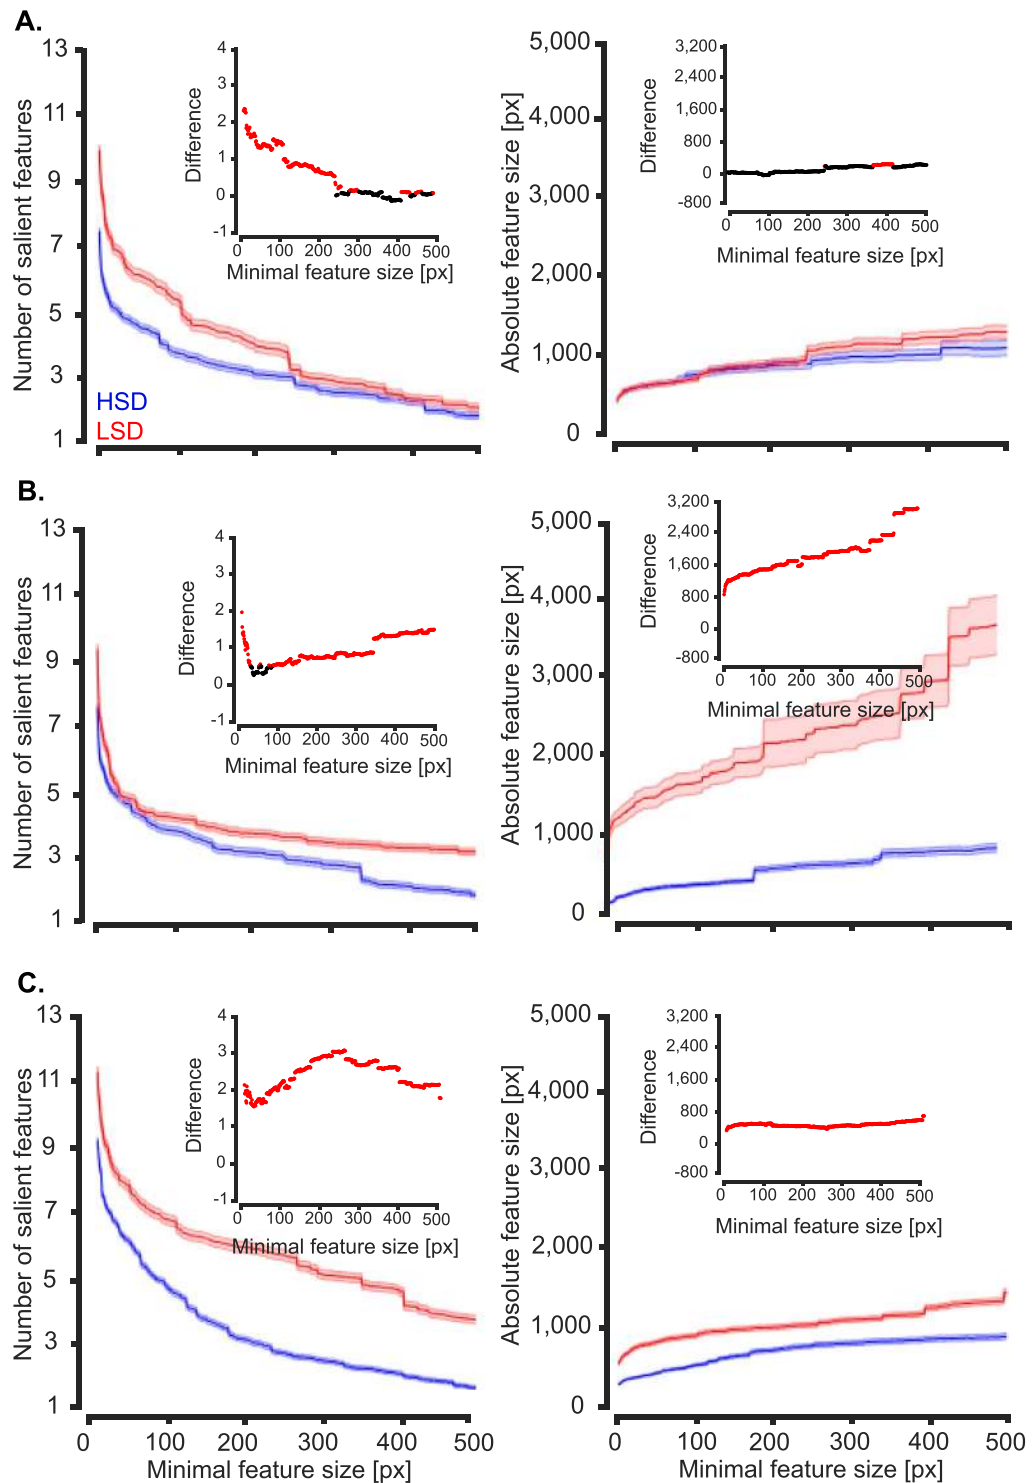 A.
Number of salient features
13
11
9
7
5
3
1
HSD
LSD
Difference
4
3
2
1
0
-1
0 100 200 300 400 500
Minimal feature size [px]
Absolute feature size [px]
5,000
4,000
3,000
2,000
1,000
0
Difference
3,200
2,400
1,600
800
0
-800
0 100 200 300 400 500
Minimal feature size [px]
B.
Number of salient features
13
11
9
7
5
3
1
Difference
4
3
2
1
0
-1
0 100 200 300 400 500
Minimal feature size [px]
Absolute feature size [px]
5,000
4,000
3,000
2,000
1,000
0
Difference
3,200
2,400
1,600
800
0
-800
0 100 200 300 400 500
Minimal feature size [px]
C.
Number of salient features
13
11
9
7
5
3
1
Difference
4
3
2
1
0
-1
0 100 200 300 400 500
Minimal feature size [px]
0 100 200 300 400 500
Minimal feature size [px]
Absolute feature size [px]
5,000
4,000
3,000
2,000
1,000
0
Difference
3,200
2,400
1,600
800
0
-800
0 100 200 300 400 500
Minimal feature size [px]
0 100 200 300 400 500
Minimal feature size [px]